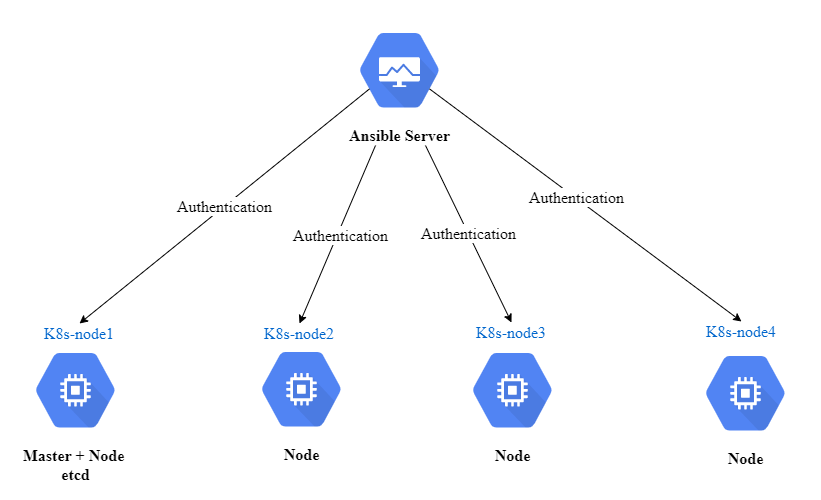 Ansible Server
Authentication
Authentication
Authentication
Authentication
K8s-node1
K8s-node2
K8s-node3
K8s-node4
Master + Node
etcd
Node
Node
Node